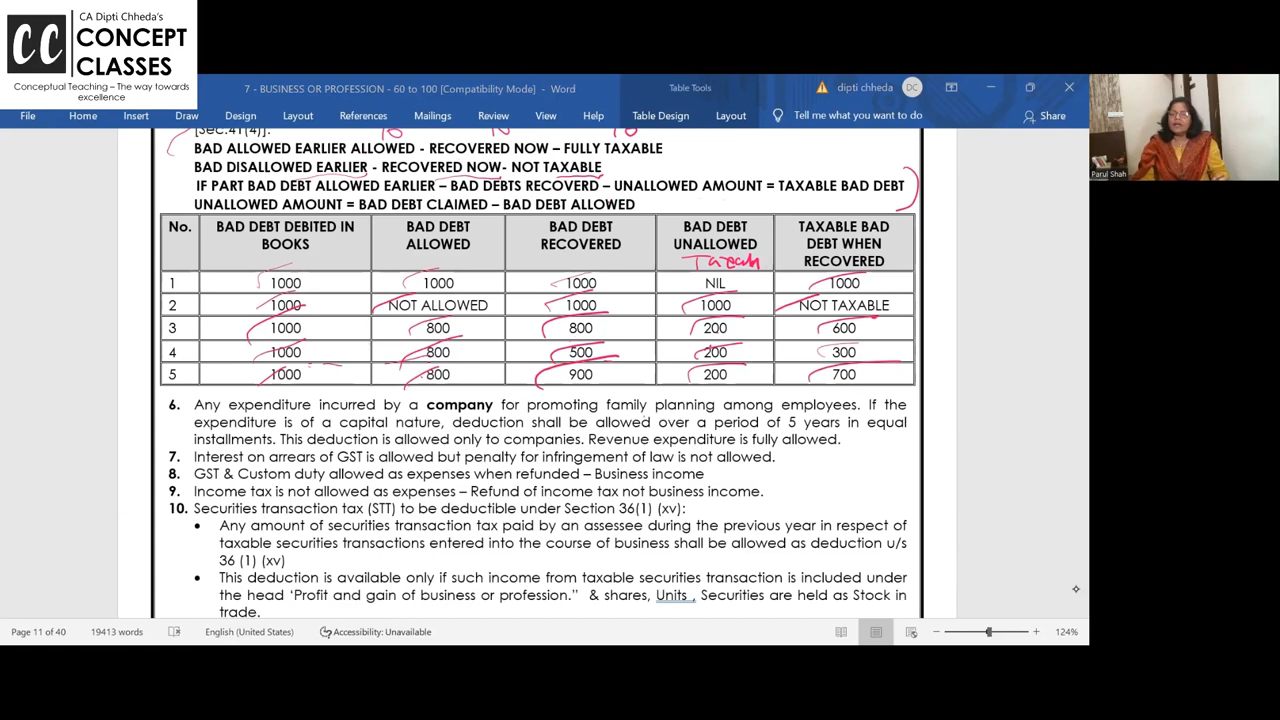 CA Dipti Chheda's
CC CONCEPT
CLASSES
Conceptual Teaching – The way towards
excellence
7 - BUSINESS OR PROFESSION - 60 to 100 [Compatibility Mode] - Word
Table Tools
dipti chheda DC
File Home Insert Draw Design Layout References Mailings Review View Help Table Design Layout Tell me what you want to do Share
[Sec.41(4)].
BAD ALLOWED EARLIER ALLOWED - RECOVERED NOW – FULLY TAXABLE
BAD DISALLOWED EARLIER - RECOVERED NOW- NOT TAXABLE
IF PART BAD DEBT ALLOWED EARLIER – BAD DEBTS RECOVERD – UNALLOWED AMOUNT = TAXABLE BAD DEBT
UNALLOWED AMOUNT = BAD DEBT CLAIMED – BAD DEBT ALLOWED
No. BAD DEBT DEBITED IN BAD DEBT BAD DEBT BAD DEBT TAXABLE BAD
BOOKS ALLOWED RECOVERED UNALLOWED DEBT WHEN
RECOVERED
1 1000 1000 1000 NIL 1000
2 1000 NOT ALLOWED 1000 1000 NOT TAXABLE
3 1000 800 800 200 600
4 1000 800 500 200 300
5 1000 800 900 200 700
6. Any expenditure incurred by a company for promoting family planning among employees. If the
expenditure is of a capital nature, deduction shall be allowed over a period of 5 years in equal
installments. This deduction is allowed only to companies. Revenue expenditure is fully allowed.
7. Interest on arrears of GST is allowed but penalty for infringement of law is not allowed.
8. GST & Custom duty allowed as expenses when refunded – Business income
9. Income tax is not allowed as expenses – Refund of income tax not business income.
10. Securities transaction tax (STT) to be deductible under Section 36(1) (xv):
• Any amount of securities transaction tax paid by an assessee during the previous year in respect of
taxable securities transactions entered into the course of business shall be allowed as deduction u/s
36 (1) (xv)
• This deduction is available only if such income from taxable securities transaction is included under
the head 'Profit and gain of business or profession." & shares, Units , Securities are held as Stock in
trade.
Page 11 of 40 19413 words English (United States) Accessibility: Unavailable 124%
Parul Shah